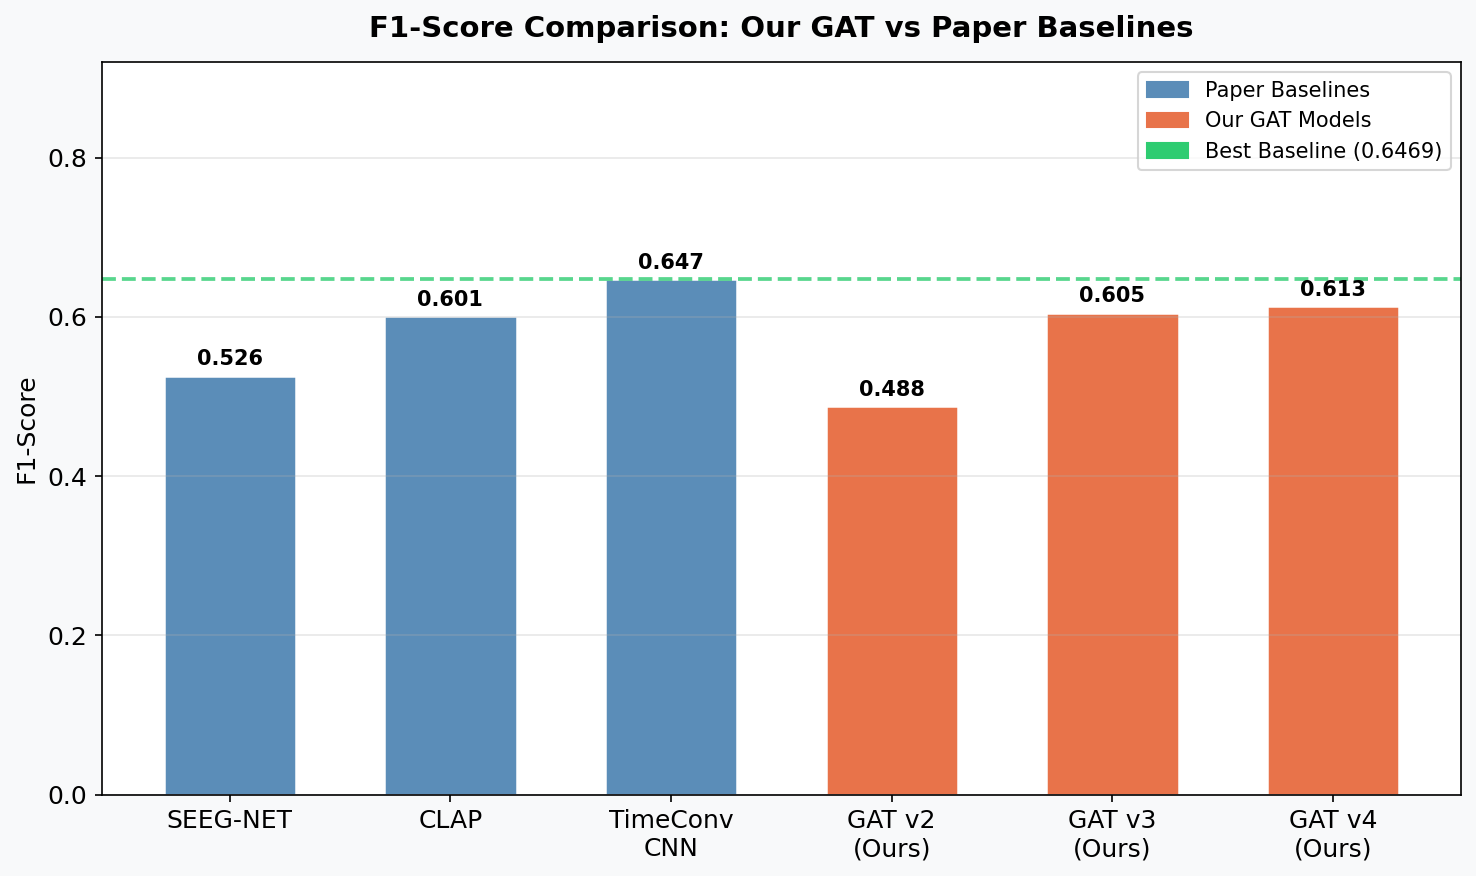 F1-Score Comparison: Our GAT vs Paper Baselines
Paper Baselines
Our GAT Models
Best Baseline (0.6469)
F1-Score
0.8
0.6
0.4
0.2
0.0
0.526
0.601
0.647
0.488
0.605
0.613
SEEG-NET
CLAP
TimeConv
CNN
GAT v2
(Ours)
GAT v3
(Ours)
GAT v4
(Ours)